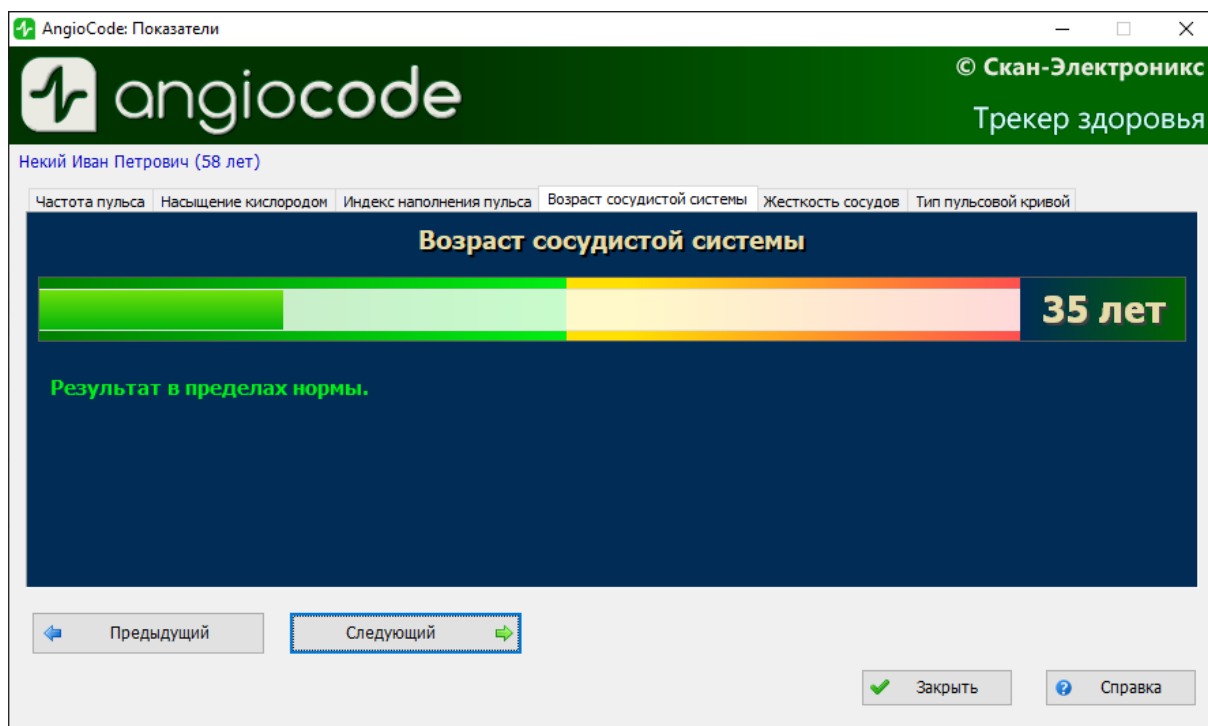 AngioCode: Показатели
angiocode
© Скан-Электроникс
Трекер здоровья
Некий Иван Петрович (58 лет)
Частота пульса Насыщение кислородом Индекс наполнения пульса Возраст сосудистой системы Жесткость сосудов Тип пульсовой кривой
Возраст сосудистой системы
35 лет
Результат в пределах нормы.
Предыдущий Следующий
Закрыть Справка